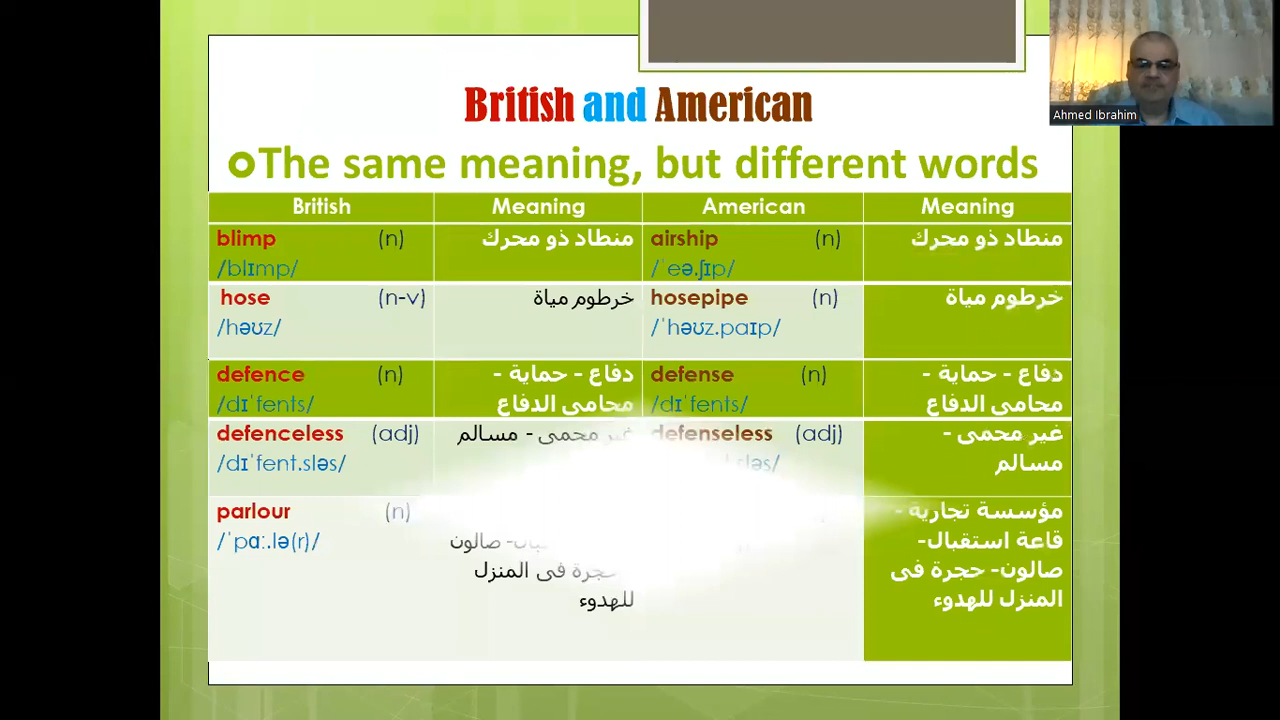 Ahmed Ibrahim
British and American
The same meaning, but different words
British Meaning American Meaning
blimp (n) منطاد ذو محرك airship (n) منطاد ذو محرك
/blɪmp/ /ˈeə.ʃɪp/
hose (n-v) خرطوم مياة hosepipe (n) خرطوم مياة
/həʊz/ /ˈhəʊz.paɪp/
defence (n) دفاع - حماية - defense (n) دفاع - حماية -
/dɪˈfents/ محامى الدفاع /dɪˈfents/ محامى الدفاع
defenceless (adj) غير محمى - مسالم defenseless (adj) غير محمى -
/dɪˈfent.sləs/ مسالم
parlour (n) مؤسسة تجارية -
/ˈpɑː.lə(r)/ صالون قاعة استقبال-
حجرة فى المنزل صالون- حجرة فى
للهدوء المنزل للهدوء